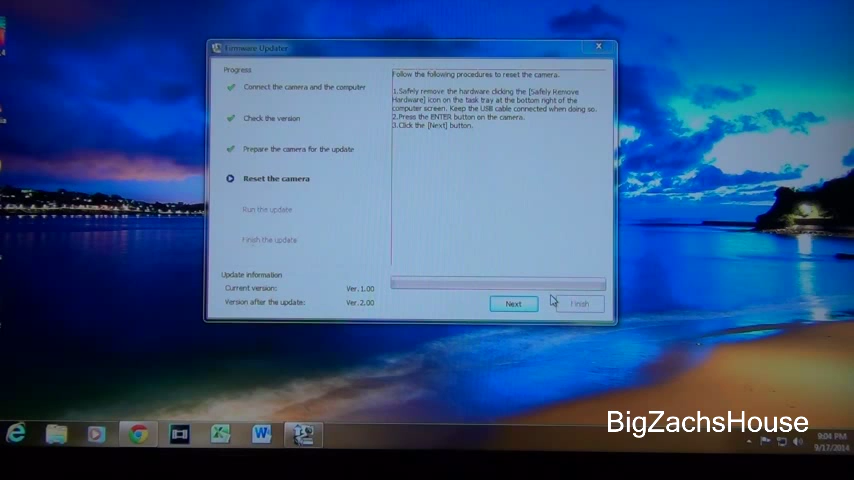 Firmware Updater
Progress
Connect the camera and the computer
Check the version
Prepare the camera for the update
Reset the camera
Run the update
Finish the update
Follow the following procedures to reset the camera.
1.Safely remove the hardware clicking the [Safely Remove
Hardware] icon on the task tray at the bottom right of the
computer screen. Keep the USB cable connected when doing so.
2.Press the ENTER button on the camera.
3.Click the [Next] button.
Update information
Current version: Ver.1.00
Version after the update: Ver.2.00
Next
Finish
BigZachsHouse
9:04 PM
9/17/2014